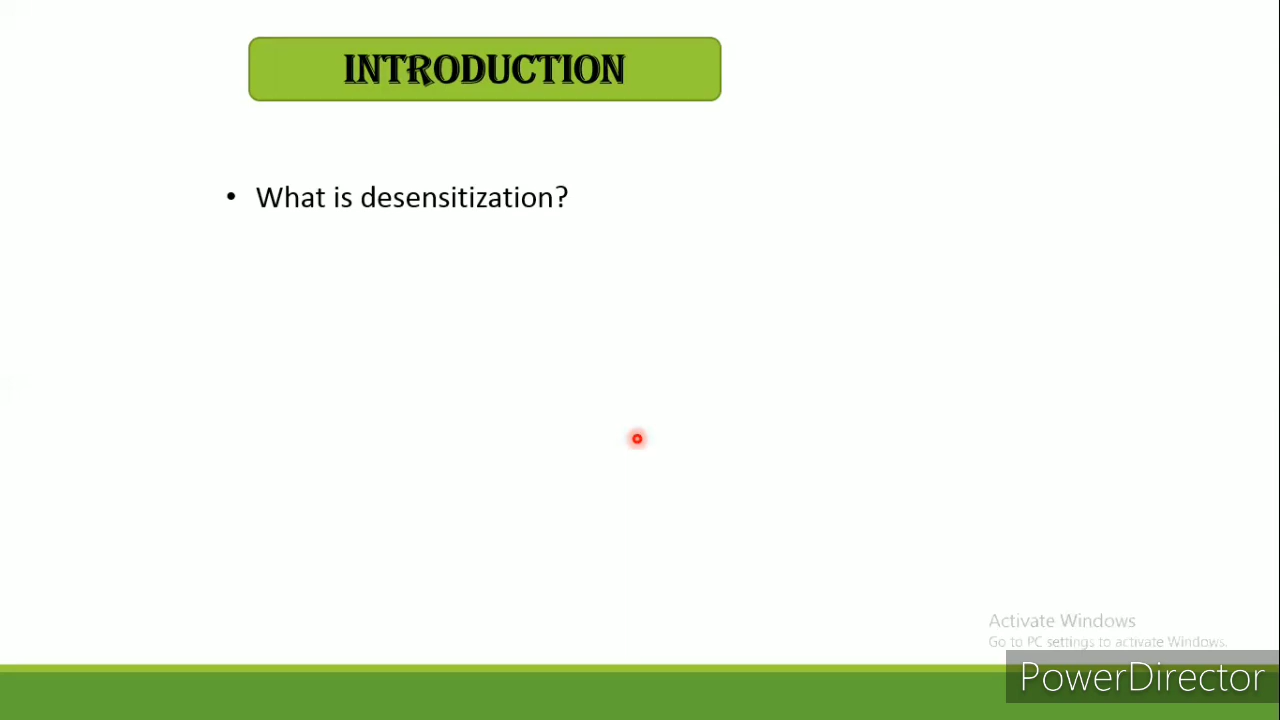 INTRODUCTION
• What is desensitization?
Activate Windows
Go to PC settings to activate Windows.
PowerDirector